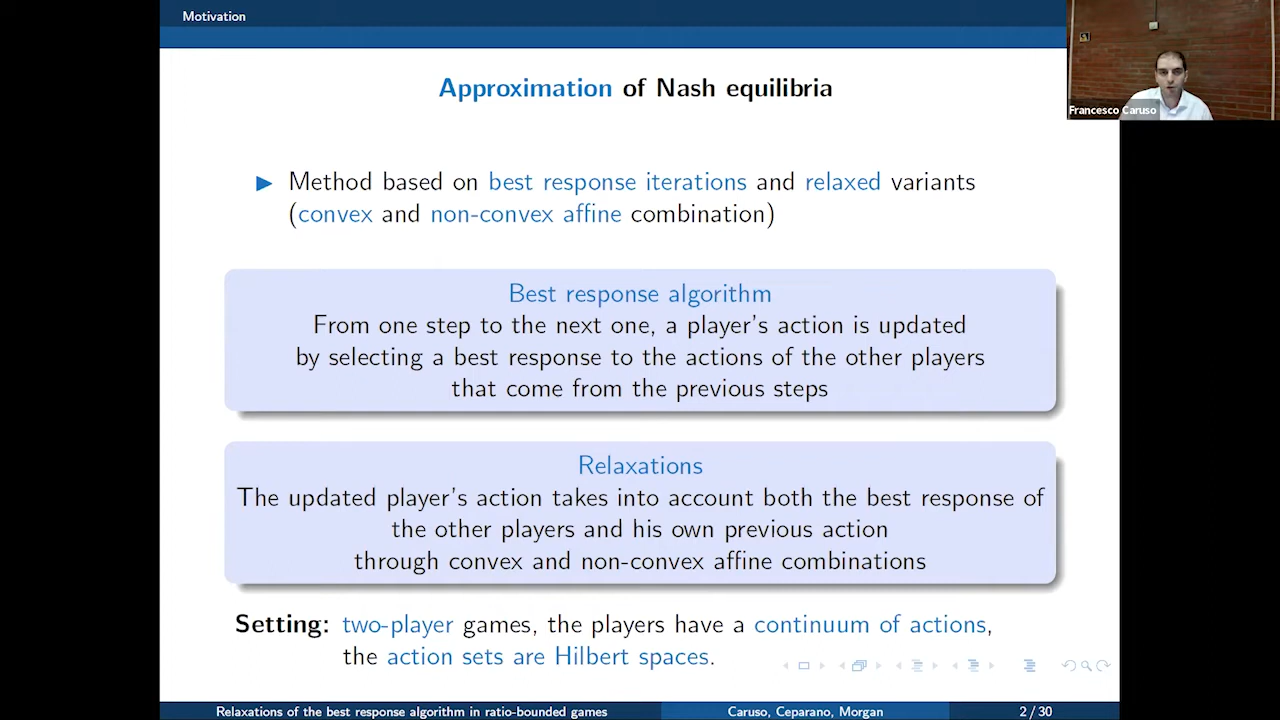 Motivation
Approximation of Nash equilibria
Francesco Caruso
Method based on best response iterations and relaxed variants
(convex and non-convex affine combination)
Best response algorithm
From one step to the next one, a player's action is updated
by selecting a best response to the actions of the other players
that come from the previous steps
Relaxations
The updated player's action takes into account both the best response of
the other players and his own previous action
through convex and non-convex affine combinations
Setting: two-player games, the players have a continuum of actions,
the action sets are Hilbert spaces.
Relaxations of the best response algorithm in ratio-bounded games
Caruso, Ceparano, Morgan
2 / 30